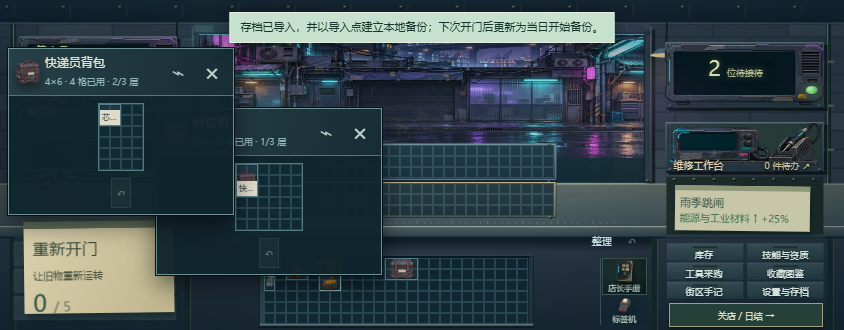 存档已导入，并以导入点建立本地备份；下次开门后更新为当日开始备份。
快递员背包
4×6 · 4 格已用 · 2/3 层
芯...
已用 · 1/3 层
快...
2 位待接待
维修工作台
0 件待办 ↗
雨季跳闸
能源与工业材料 ↑ +25%
重新开门
让旧物重新运转
0 / 5
整理
店长手册
标签机
库存
技能与资质
工具采购
收藏图鉴
街区手记
设置与存档
关店 / 日结 →